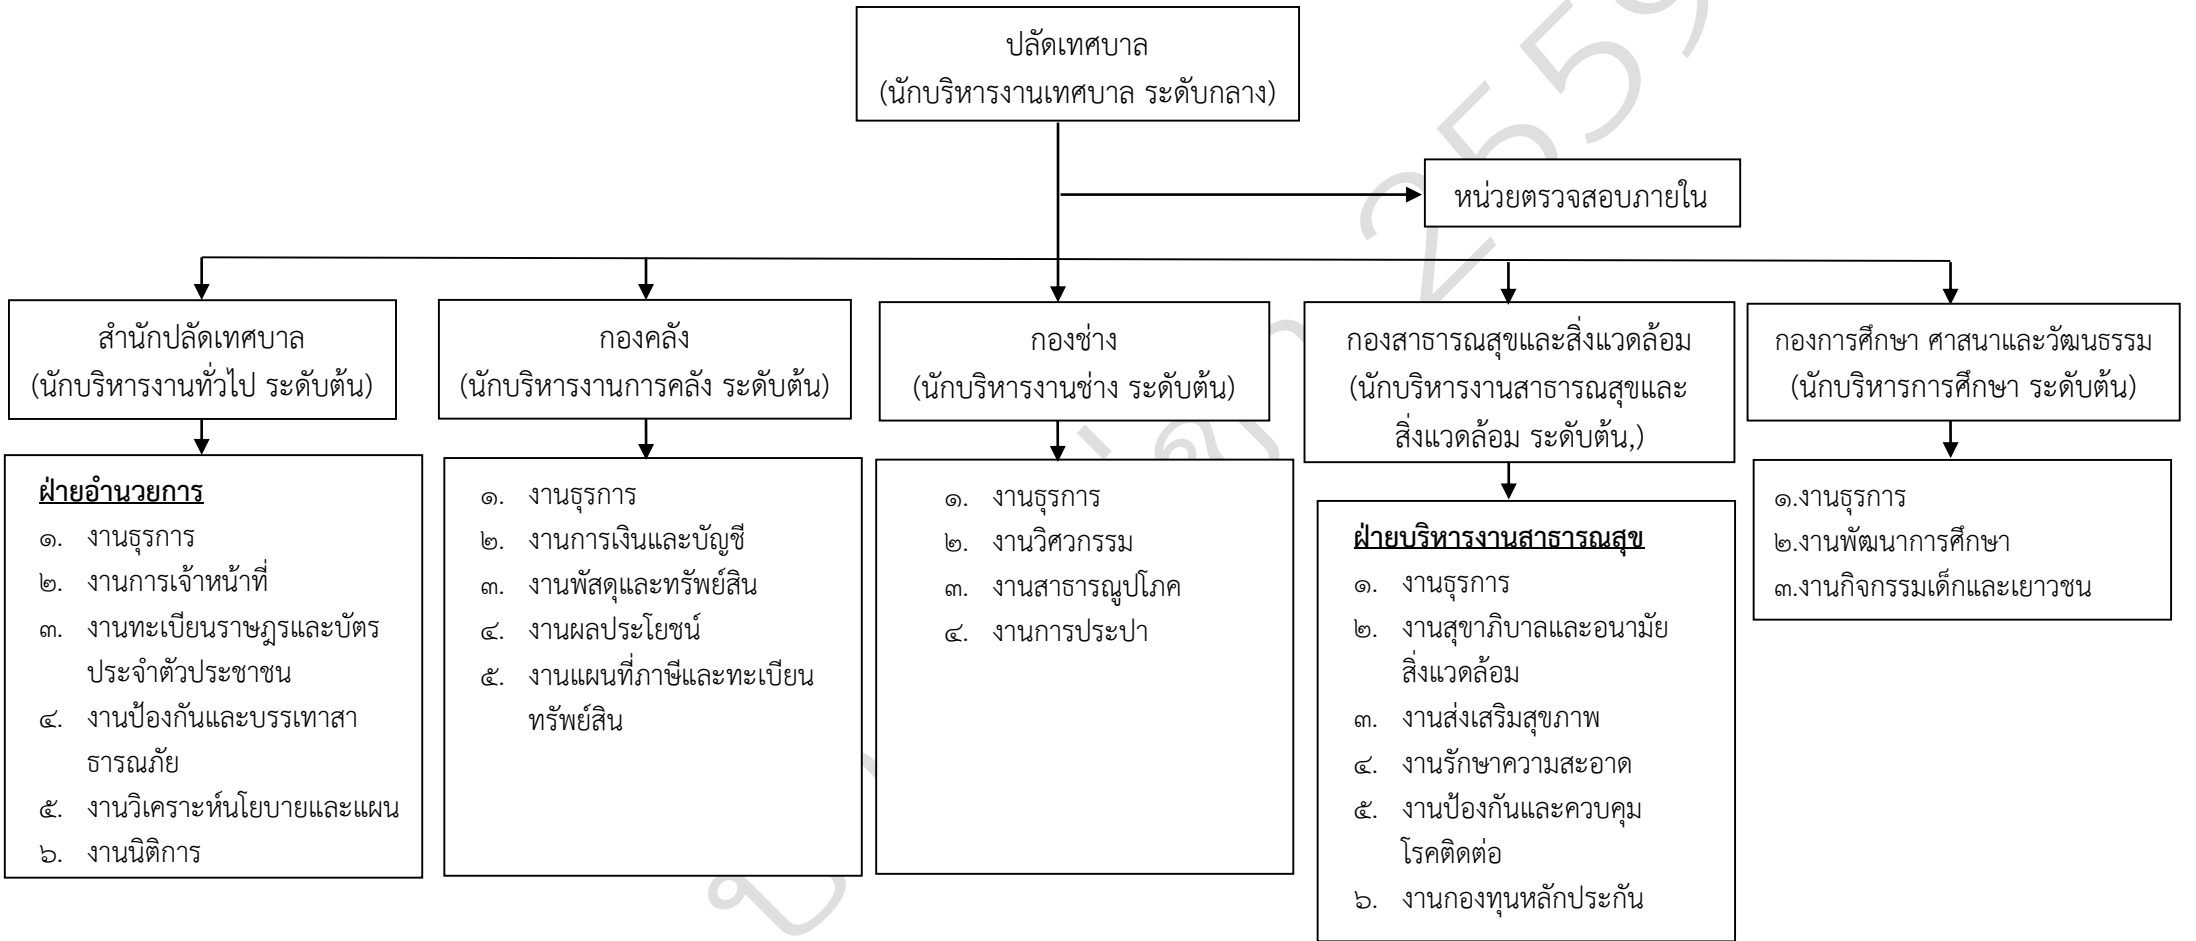 ปลัดเทศบาล
(นักบริหารงานเทศบาล ระดับกลาง)
หน่วยตรวจสอบภายใน
สำนักปลัดเทศบาล
(นักบริหารงานทั่วไป ระดับต้น)
กองคลัง
(นักบริหารงานการคลัง ระดับต้น)
กองช่าง
(นักบริหารงานช่าง ระดับต้น)
กองสาธารณสุขและสิ่งแวดล้อม
(นักบริหารงานสาธารณสุขและ
สิ่งแวดล้อม ระดับต้น,)
กองการศึกษา ศาสนาและวัฒนธรรม
(นักบริหารการศึกษา ระดับต้น)
ฝ่ายอำนวยการ
๑. งานธุรการ
๒. งานการเจ้าหน้าที่
๓. งานทะเบียนราษฎรและบัตร
ประจำตัวประชาชน
๔. งานป้องกันและบรรเทาสา
ธารณภัย
๕. งานวิเคราะห์นโยบายและแผน
๖. งานนิติการ
๑. งานธุรการ
๒. งานการเงินและบัญชี
๓. งานพัสดุและทรัพย์สิน
๔. งานผลประโยชน์
๕. งานแผนที่ภาษีและทะเบียน
ทรัพย์สิน
๑. งานธุรการ
๒. งานวิศวกรรม
๓. งานสาธารณูปโภค
๔. งานการประปา
ฝ่ายบริหารงานสาธารณสุข
๑. งานธุรการ
๒. งานสุขาภิบาลและอนามัย
สิ่งแวดล้อม
๓. งานส่งเสริมสุขภาพ
๔. งานรักษาความสะอาด
๕. งานป้องกันและควบคุม
โรคติดต่อ
๖. งานกองทุนหลักประกัน
๑.งานธุรการ
๒.งานพัฒนาการศึกษา
๓.งานกิจกรรมเด็กและเยาวชน
2559